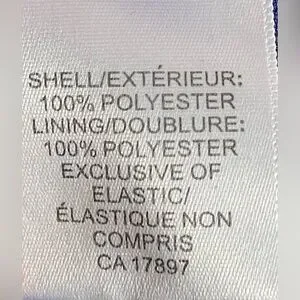 SHELL/EXTÉRIEUR:
100% POLYESTER
LINING/DOUBLURE:
100% POLYESTER
EXCLUSIVE OF
ELASTIC/
ÉLASTIQUE NON
COMPRIS
CA 17897